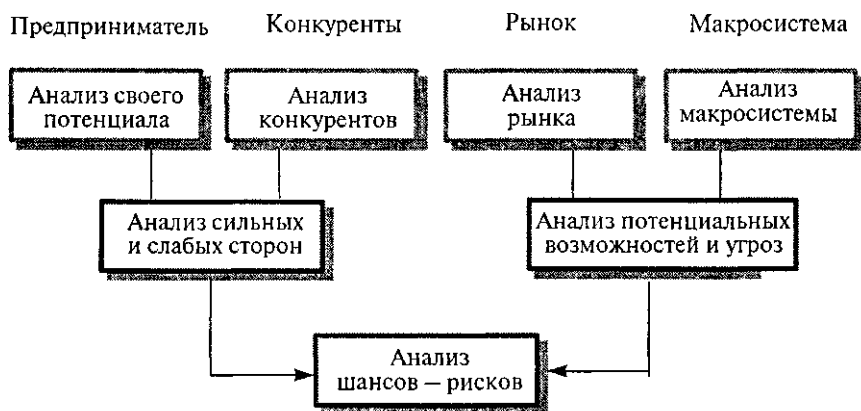 Предприниматель
Конкуренты
Рынок
Макросистема
Анализ своего
потенциала
Анализ
конкурентов
Анализ
рынка
Анализ
макросистемы
Анализ сильных
и слабых сторон
Анализ потенциальных
возможностей и угроз
Анализ
шансов – рисков